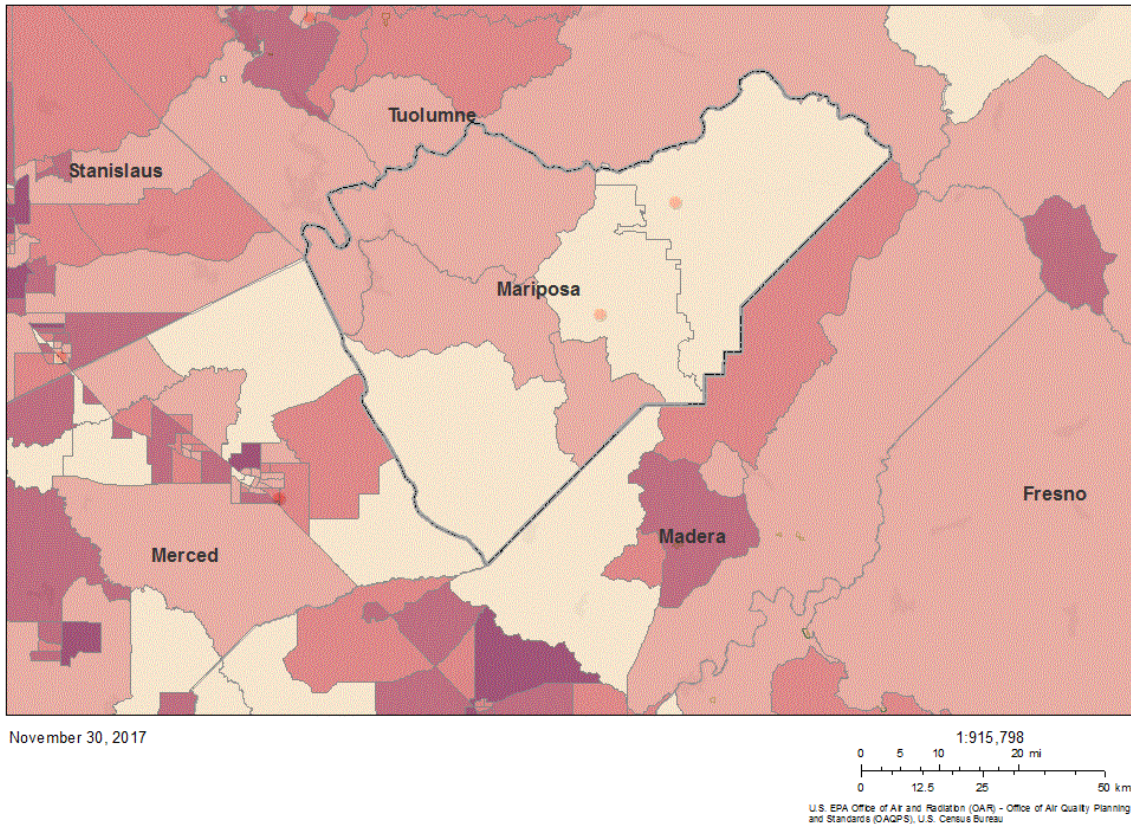 Tuolumne
Stanislaus
Mariposa
Fresno
Madera
Merced
November 30, 2017
1:915,798
0 5 10 20 mi
0 12.5 25 50 km
U.S. EPA Office of Air and Radiation (OAR) - Office of Air Quality Planning
and Standards (OAQPS), U.S. Census Bureau